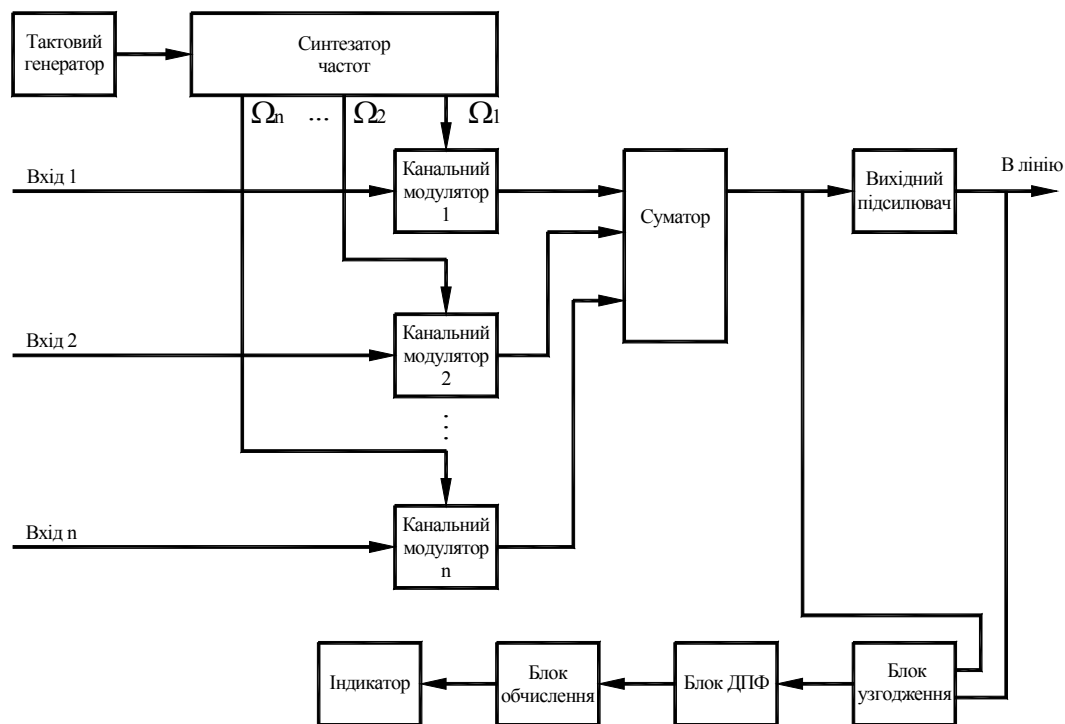 Тактовий
генератор
Синтезатор
частот
Ωn ... Ω2 Ω1
Вхід 1
Канальний
модулятор
1
Суматор
Вихідний
підсилювач
В лінію
Вхід 2
Канальний
модулятор
2
...
Вхід n
Канальний
модулятор
n
Індикатор
Блок
обчислення
Блок ДПФ
Блок
узгодження